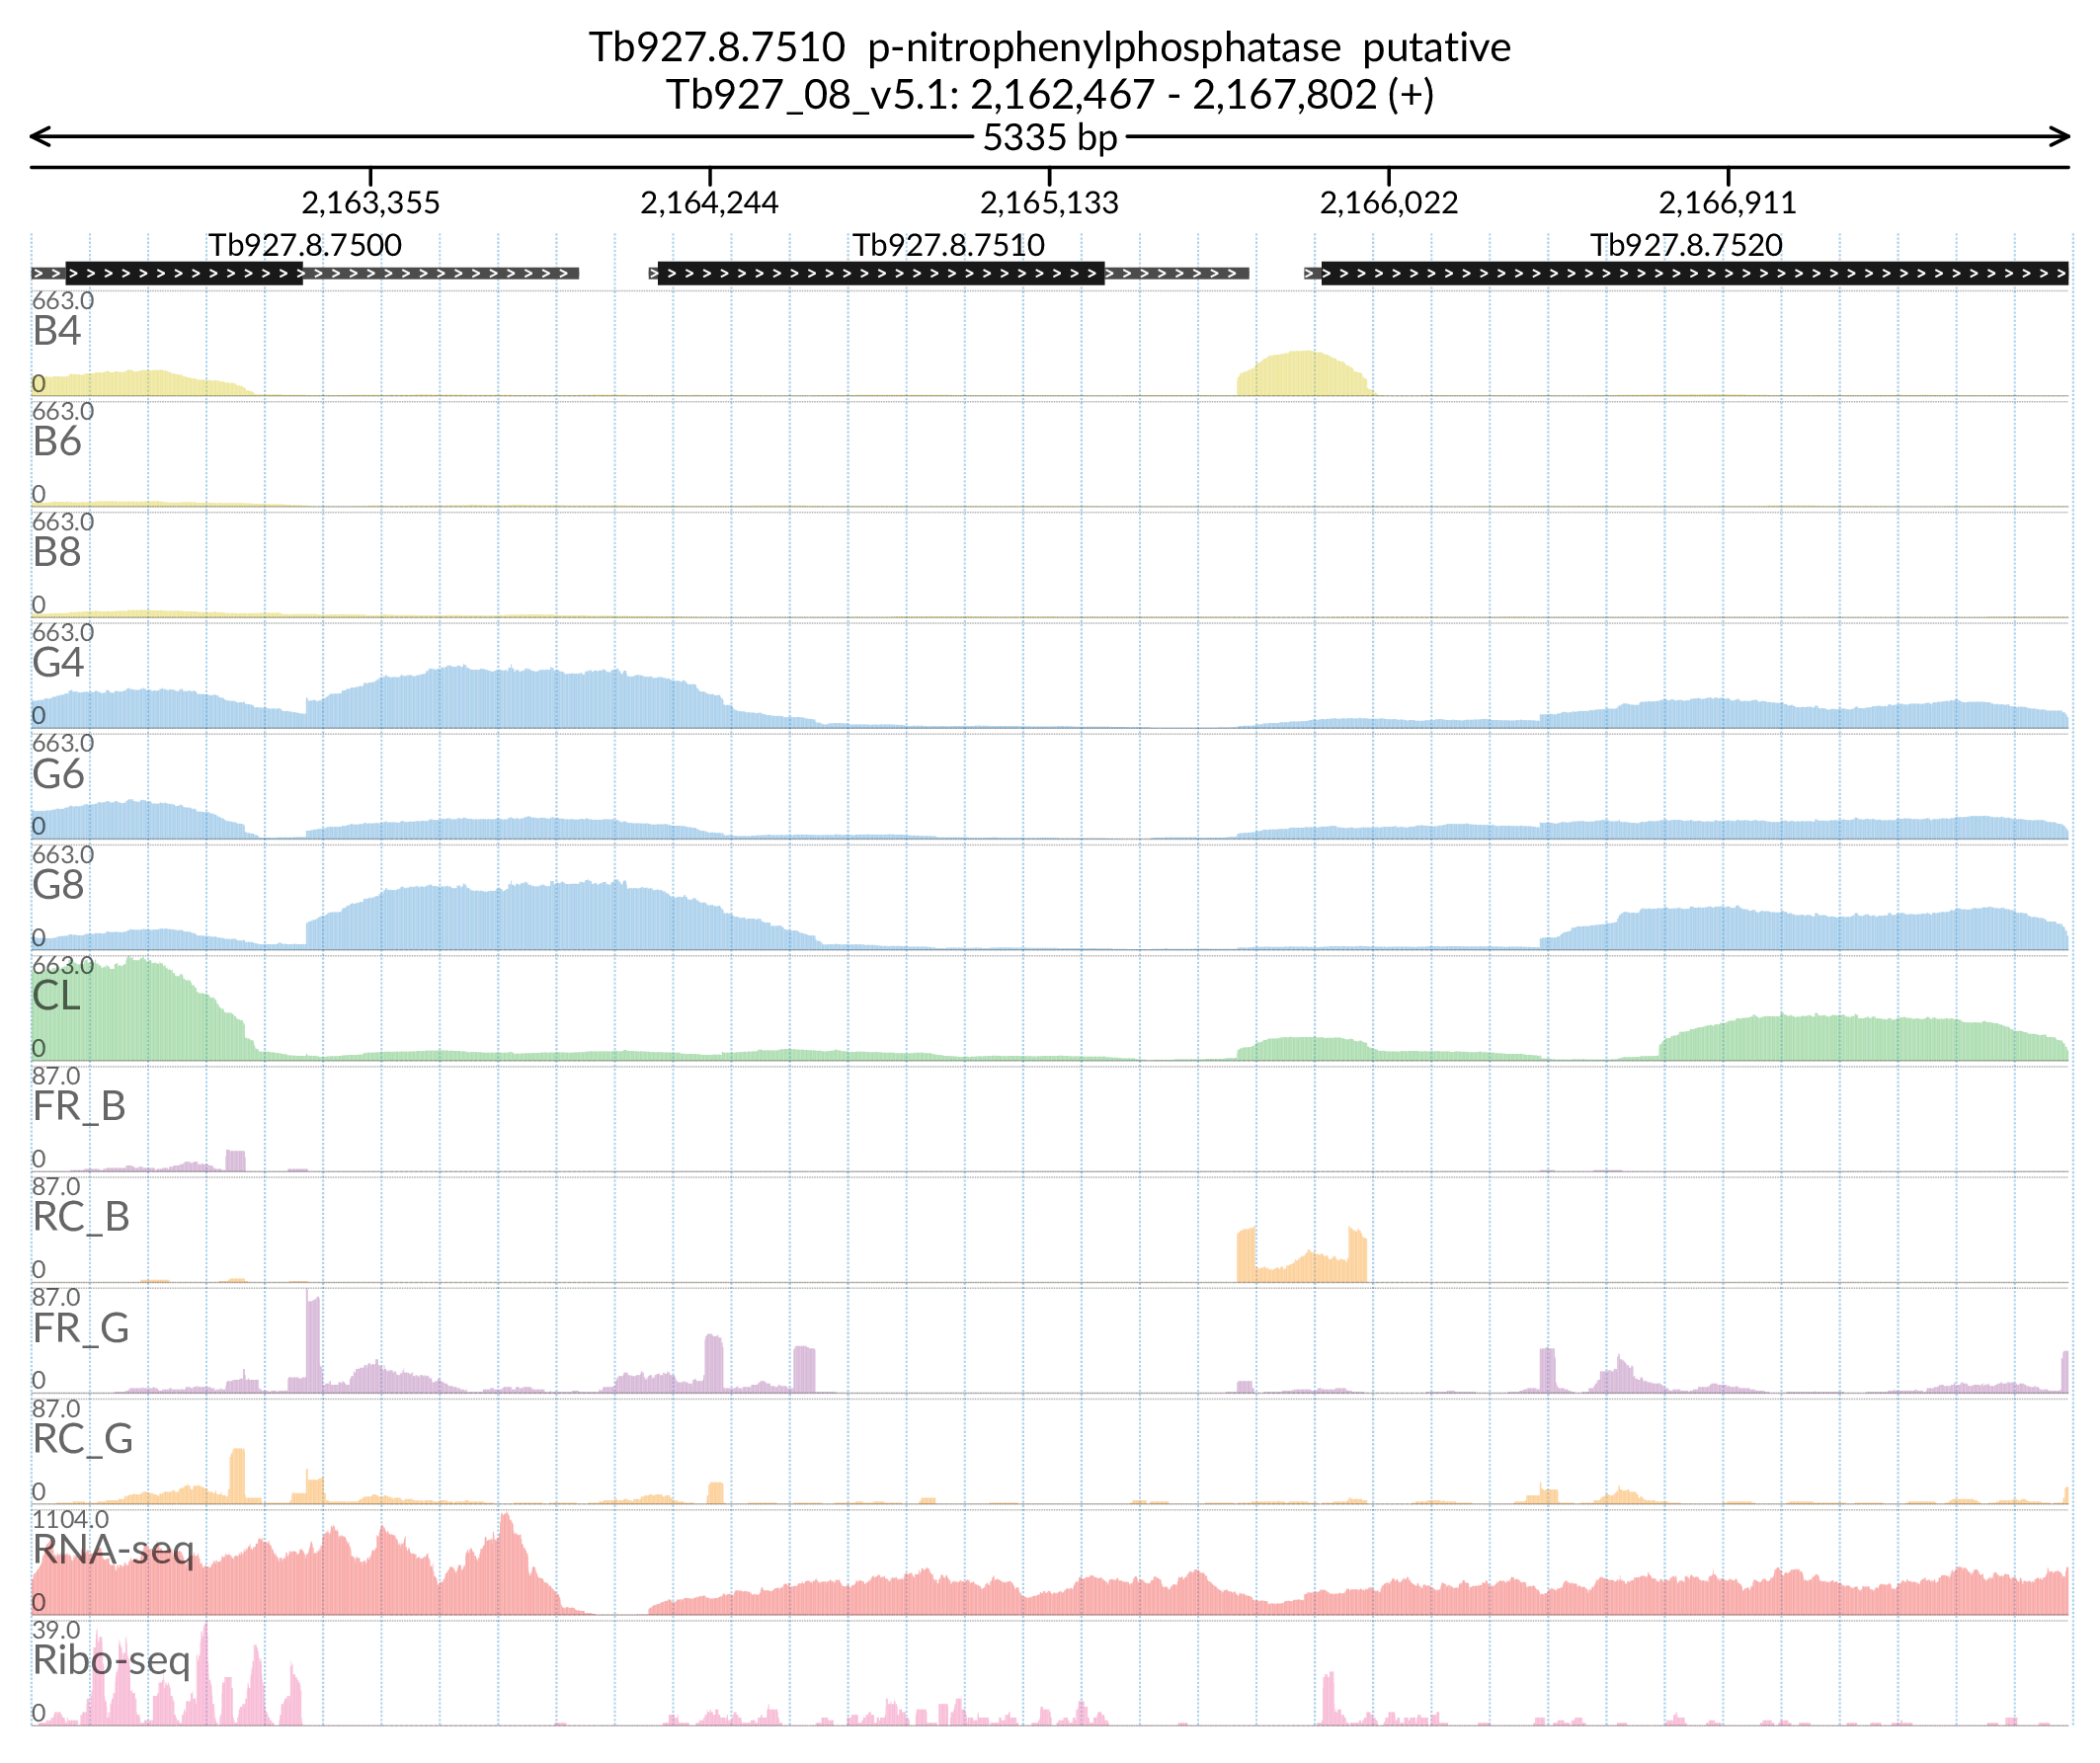 Tb927.8.7510 p-nitrophenylphosphatase putative
Tb927_08_v5.1: 2,162,467 - 2,167,802 (+)
5335 bp
2,163,355 2,164,244 2,165,133 2,166,022 2,166,911
Tb927.8.7500 Tb927.8.7510 Tb927.8.7520
663.0
B4
0
663.0
B6
0
663.0
B8
0
663.0
G4
0
663.0
G6
0
663.0
G8
0
663.0
CL
0
87.0
FR_B
0
87.0
RC_B
0
87.0
FR_G
0
87.0
RC_G
0
1104.0
RNA-seq
0
39.0
Ribo-seq
0